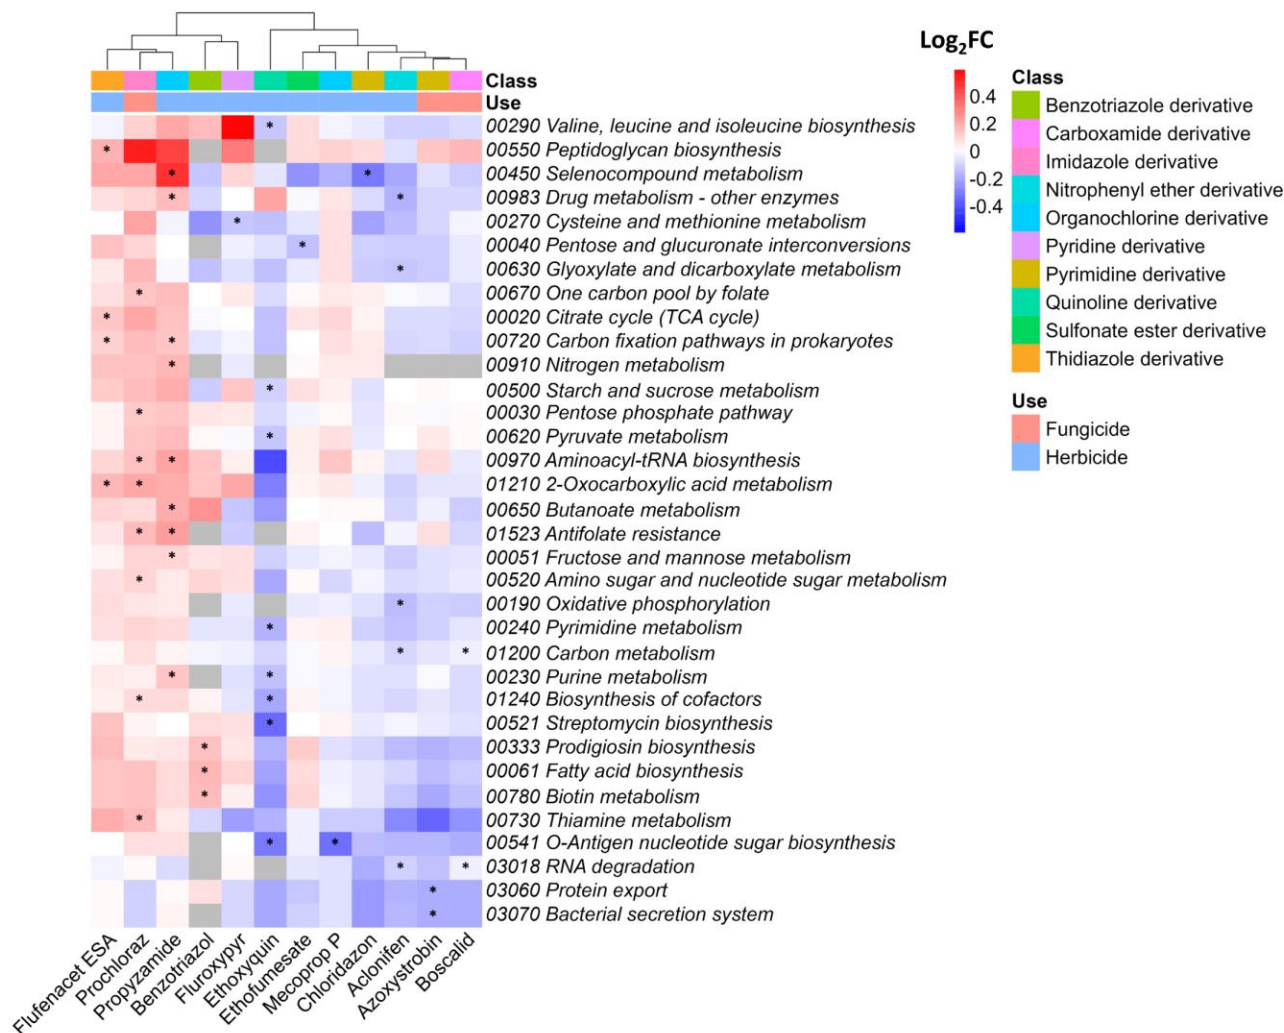 Log₂FC
0.4
0.2
0
-0.2
-0.4
Class
Use
00290 Valine, leucine and isoleucine biosynthesis
00550 Peptidoglycan biosynthesis
00450 Selenocompound metabolism
00983 Drug metabolism - other enzymes
00270 Cysteine and methionine metabolism
00040 Pentose and glucuronate interconversions
00630 Glyoxylate and dicarboxylate metabolism
00670 One carbon pool by folate
00020 Citrate cycle (TCA cycle)
00720 Carbon fixation pathways in prokaryotes
00910 Nitrogen metabolism
00500 Starch and sucrose metabolism
00030 Pentose phosphate pathway
00620 Pyruvate metabolism
00970 Aminoacyl-tRNA biosynthesis
01210 2-Oxocarboxylic acid metabolism
00650 Butanoate metabolism
01523 Antifolate resistance
00051 Fructose and mannose metabolism
00520 Amino sugar and nucleotide sugar metabolism
00190 Oxidative phosphorylation
00240 Pyrimidine metabolism
01200 Carbon metabolism
00230 Purine metabolism
01240 Biosynthesis of cofactors
00521 Streptomycin biosynthesis
00333 Prodigiosin biosynthesis
00061 Fatty acid biosynthesis
00780 Biotin metabolism
00730 Thiamine metabolism
00541 O-Antigen nucleotide sugar biosynthesis
03018 RNA degradation
03060 Protein export
03070 Bacterial secretion system
Flufenacet ESA
Prochloraz
Propyzamide
Benzotriazol
Fluroxypyr
Ethoxyquin
Ethofumesate
Mecoprop P
Chloridazon
Aclonifen
Azoxystrobin
Boscalid
Class
Benzotriazole derivative
Carboxamide derivative
Imidazole derivative
Nitrophenyl ether derivative
Organochlorine derivative
Pyridine derivative
Pyrimidine derivative
Quinoline derivative
Sulfonate ester derivative
Thidiazole derivative
Use
Fungicide
Herbicide